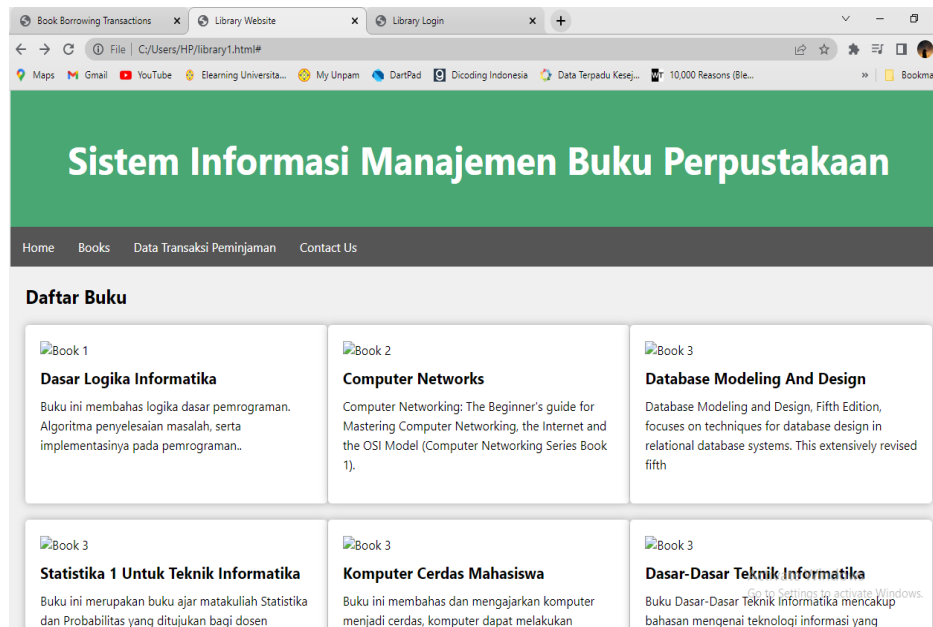 Book Borrowing Transactions
Library Website
Library Login
File
C:/Users/HP/library1.html#
Maps
Gmail
YouTube
Elearning Universita...
My Unpam
DartPad
Dicoding Indonesia
Data Terpadu Kesej...
10,000 Reasons (Ble...
»
Bookma
Sistem Informasi Manajemen Buku Perpustakaan
Home
Books
Data Transaksi Peminjaman
Contact Us
Daftar Buku
Book 1
Dasar Logika Informatika
Buku ini membahas logika dasar pemrograman.
Algoritma penyelesaian masalah, serta
implementasinya pada pemrograman..
Book 2
Computer Networks
Computer Networking: The Beginner's guide for
Mastering Computer Networking, the Internet and
the OSI Model (Computer Networking Series Book
1).
Book 3
Database Modeling And Design
Database Modeling and Design, Fifth Edition,
focuses on techniques for database design in
relational database systems. This extensively revised
fifth
Book 3
Statistika 1 Untuk Teknik Informatika
Buku ini merupakan buku ajar matakuliah Statistika
dan Probabilitas yang ditujukan bagi dosen
Book 3
Komputer Cerdas Mahasiswa
Buku ini membahas dan mengajarkan komputer
menjadi cerdas, komputer dapat melakukan
Book 3
Dasar-Dasar Teknik Informatika
Buku Dasar-Dasar Teknik Informatika mencakup
bahasan mengenai teknologi informasi yang
Activate Windows
Go to Settings to activate Windows.